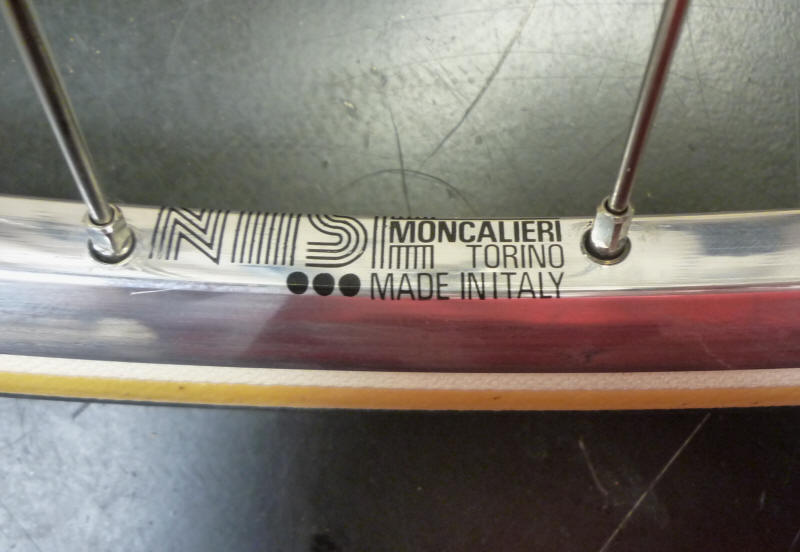 NISI MONCALIERI
TORINO
●●● MADE IN ITALY